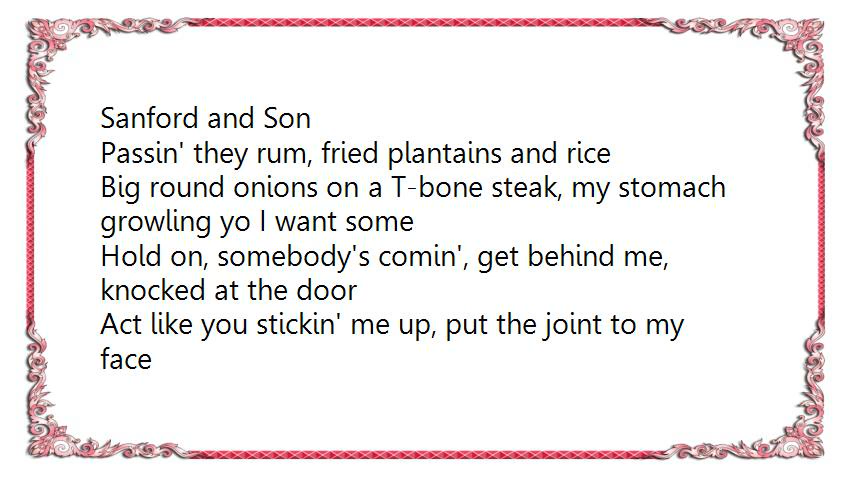 Sanford and Son
Passin' they rum, fried plantains and rice
Big round onions on a T-bone steak, my stomach
growling yo I want some
Hold on, somebody's comin', get behind me,
knocked at the door
Act like you stickin' me up, put the joint to my
face